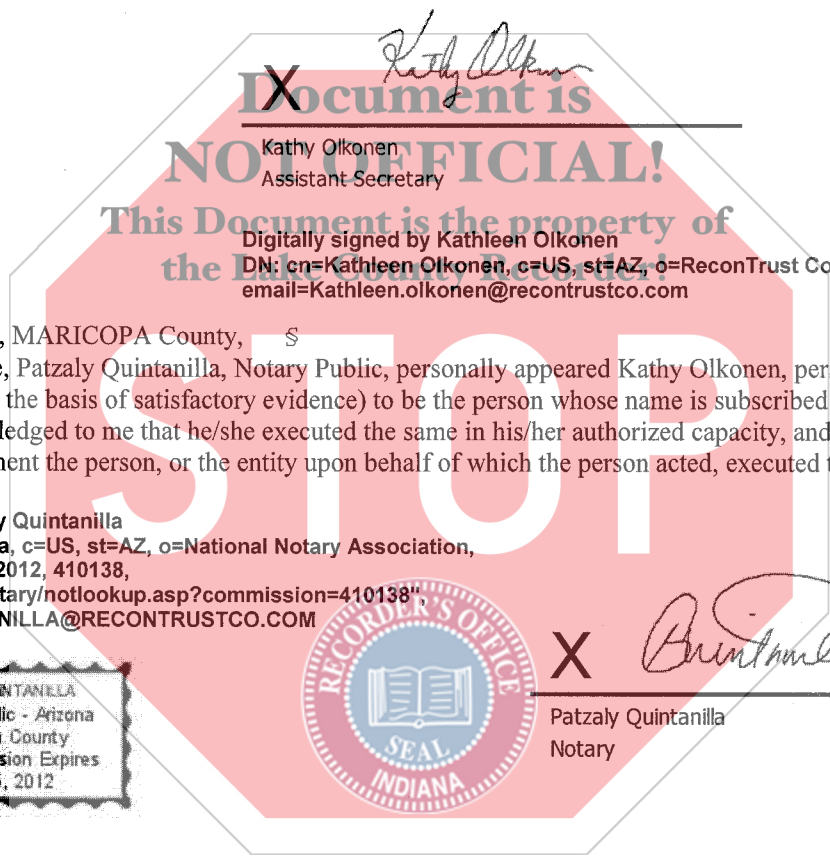 Kathy Olkonen
X
Document is
NOT OFFICIAL!
This Document is the property of
the Lake County Recorder!
Kathy Olkonen
Assistant Secretary
Digitally signed by Kathleen Olkonen
DN: cn=Kathleen Olkonen, c=US, st=AZ, o=ReconTrust Co
email=Kathleen.olkonen@recontrustco.com
, MARICOPA County, §
e, Patzaly Quintanilla, Notary Public, personally appeared Kathy Olkonen, per
the basis of satisfactory evidence) to be the person whose name is subscribed
ledged to me that he/she executed the same in his/her authorized capacity, and
ent the person, or the entity upon behalf of which the person acted, executed t
STOP
y Quintanilla
a, c=US, st=AZ, o=National Notary Association,
2012, 410138,
tary/notlookup.asp?commission=410138",
NILLA@RECONTRUSTCO.COM
RECORDER'S OFFICE
SEAL
INDIANA
X
Patzaly Quintanilla
Notary
NTANILLA
lic - Arizona
County
sion Expires
, 2012